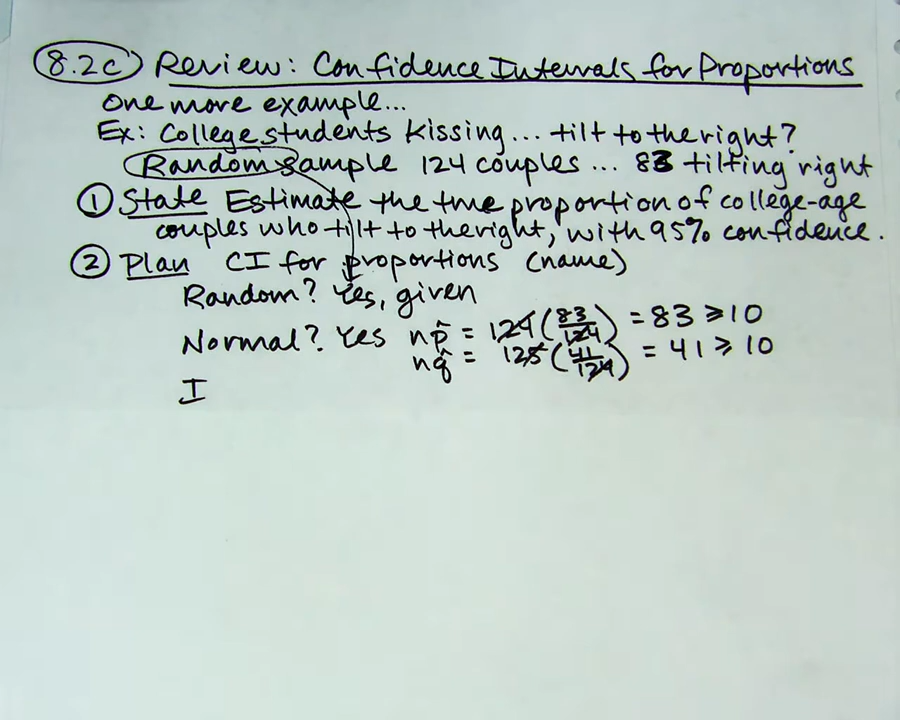 8.2c) Review: Confidence Intervals for Proportions
One more example...
Ex: College students kissing... tilt to the right?
Random sample 124 couples... 83 tilting right
① State Estimate the true proportion of college-age
couples who tilt to the right, with 95% confidence.
② Plan CI for proportions (name)
Random? Yes, given
Normal? Yes np̂ = 124(83/124) = 83 ≥ 10
nq̂ = 125(41/124) = 41 ≥ 10
I